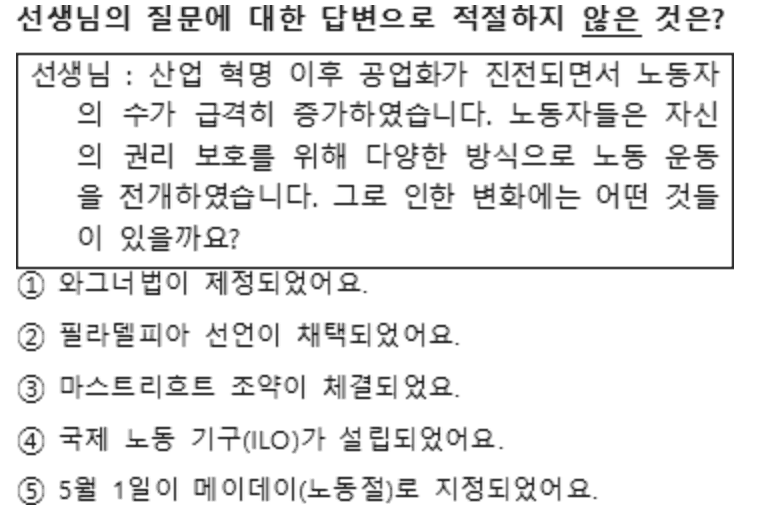 선생님의 질문에 대한 답변으로 적절하지 않은 것은?
선생님 : 산업 혁명 이후 공업화가 진전되면서 노동자
의 수가 급격히 증가하였습니다. 노동자들은 자신
의 권리 보호를 위해 다양한 방식으로 노동 운동
을 전개하였습니다. 그로 인한 변화에는 어떤 것들
이 있을까요?
① 와그너법이 제정되었어요.
② 필라델피아 선언이 채택되었어요.
③ 마스트리흐트 조약이 체결되었요.
④ 국제 노동 기구(ILO)가 설립되었어요.
⑤ 5월 1일이 메이데이(노동절)로 지정되었어요.